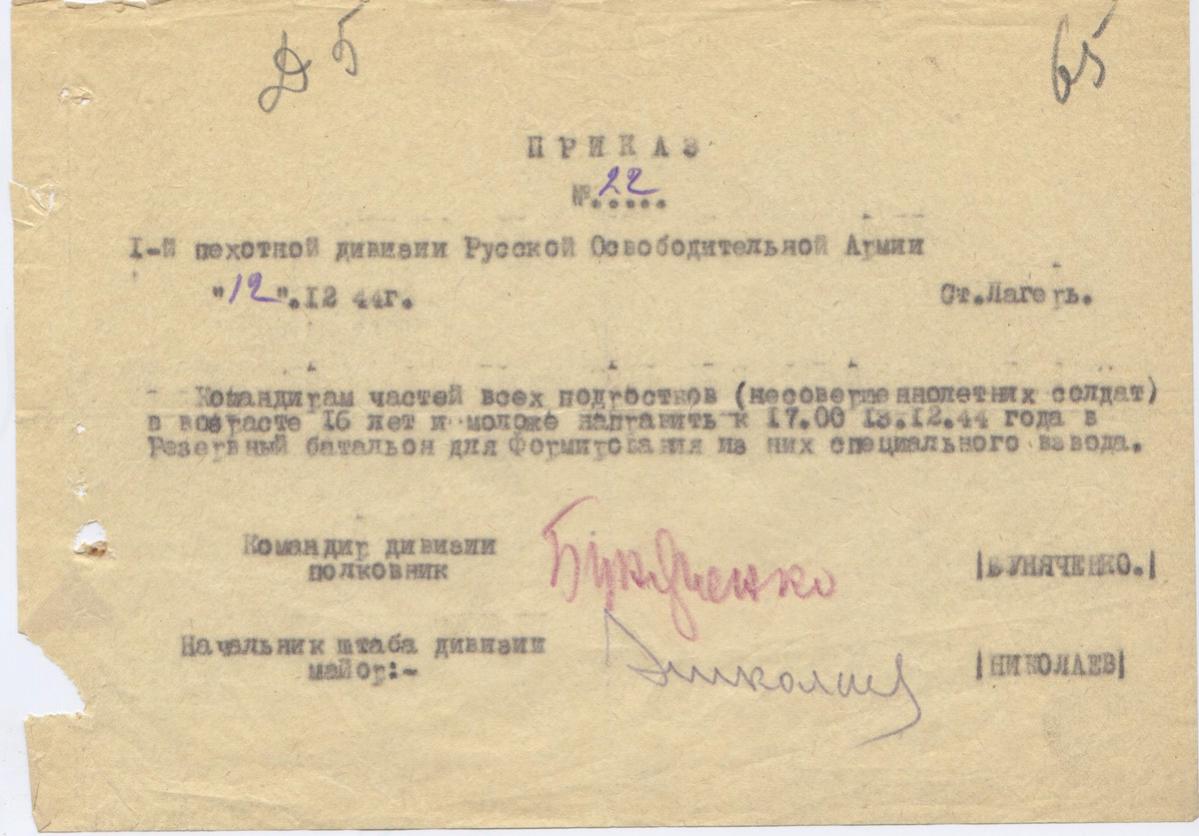 Д 5
65
ПРИКАЗ
№.22....
I-й пехотной дивизии Русской Освободительной Армии
"12".12 44г. Ст.Лагерь.
Командирам частей всех подростков (несовершеннолетних солдат)
в возрасте 16 лет и моложе направить к 17.00 13.12.44 года в
Резервный батальон для формирования из них специального взвода.
Командир дивизии
полковник
|БУНЯЧЕНКО.|
Начальник штаба дивизии
майор:- Николаев |НИКОЛАЕВ|